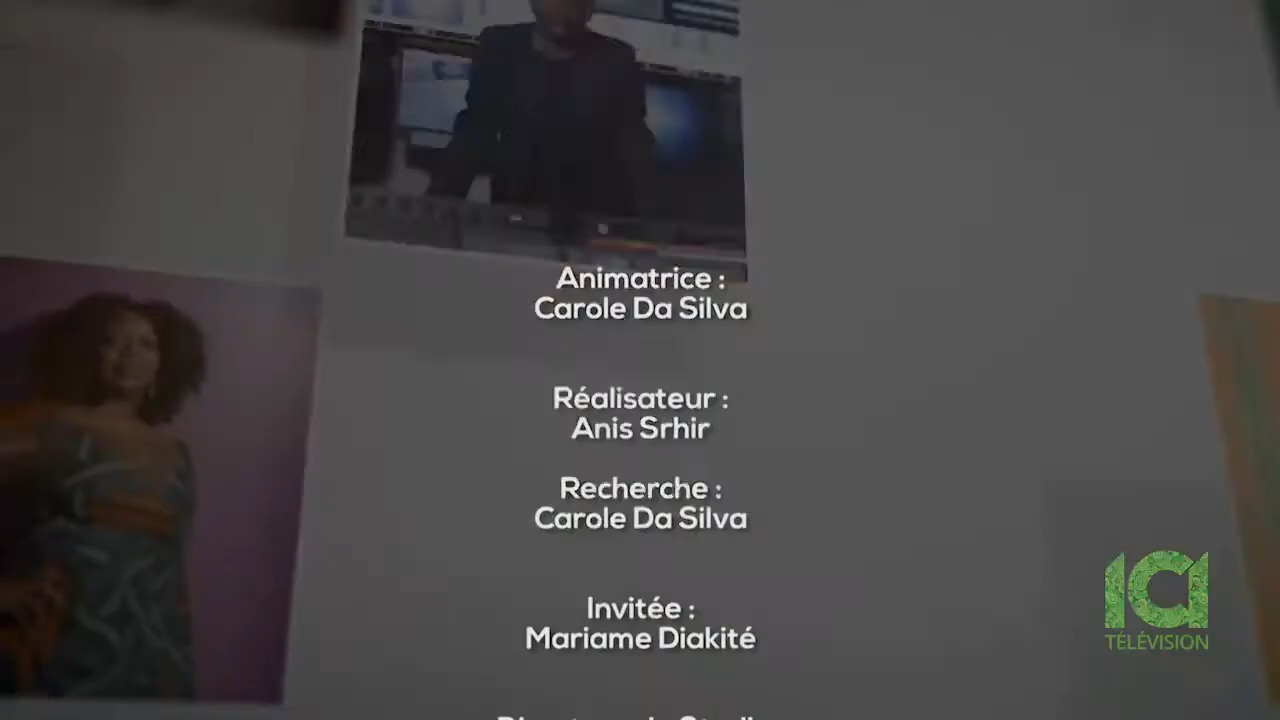 Animatrice :
Carole Da Silva
Réalisateur :
Anis Srhir
Recherche :
Carole Da Silva
Invitée :
Mariame Diakité
ICI
TÉLÉVISION